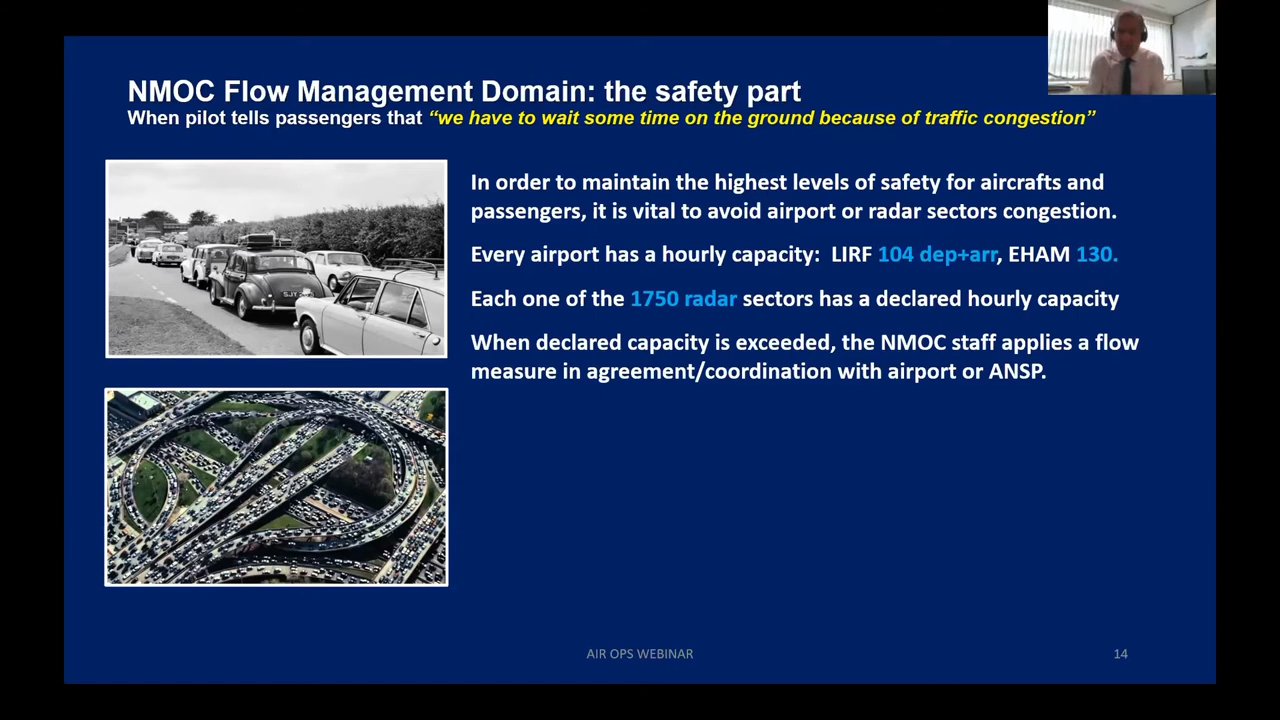 NMOC Flow Management Domain: the safety part
When pilot tells passengers that “we have to wait some time on the ground because of traffic congestion”
In order to maintain the highest levels of safety for aircrafts and
passengers, it is vital to avoid airport or radar sectors congestion.
Every airport has a hourly capacity: LIRF 104 dep+arr, EHAM 130.
Each one of the 1750 radar sectors has a declared hourly capacity
When declared capacity is exceeded, the NMOC staff applies a flow
measure in agreement/coordination with airport or ANSP.
AIR OPS WEBINAR
14